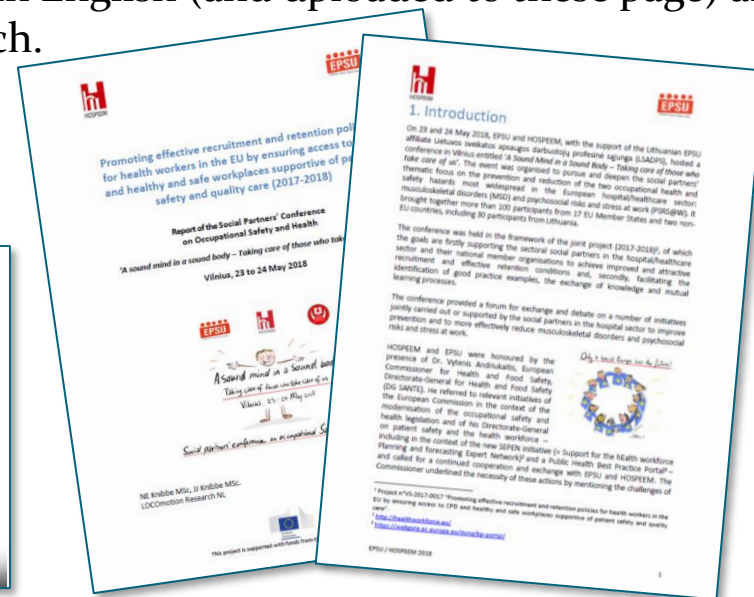 in English (and uploaded to these page) a
ch.
HOSPEEM
EPSU
Promoting effective recruitment and retention poli
for health workers in the EU by ensuring access to
and healthy and safe workplaces supportive of pa
safety and quality care (2017-2018)
Report of the Social Partners' Conference
on Occupational Safety and Health
'A sound mind in a sound body – Taking care of those who take
Vilnius, 23 to 24 May 2018
EPSU
A sound mind in a sound bod
Taking care of those who take care of us
Vilnius, 23-24 May 2018
Social partners' conference on occupational Sa
NE Knibbe MSc, JJ Knibbe MSc.
LOCOmotion Research NL
This project is supported with funds from
HOSPEEM
EPSU
1. Introduction
On 23 and 24 May 2018, EPSU and HOSPEEM, with the support of the Lithuanian EPSU
affiliate Lietuvos sveikatos apsaugos darbuotojų profesine sąjunga (LSADPS), hosted a
conference in Vilnius entitled 'A Sound Mind in a Sound Body – Taking care of those who
take care of us'. The event was organised to pursue and deepen the social partners'
thematic focus on the prevention and reduction of the two occupational health and
safety hazards most widespread in the European hospital/healthcare sector:
musculoskeletal disorders (MSD) and psychosocial risks and stress at work (PSRS@W). It
brought together more than 100 participants from 17 EU Member States and two non-
EU countries, including 30 participants from Lithuania.
The conference was held in the framework of the joint project (2017-2018)¹, of which
the goals are firstly supporting the sectoral social partners in the hospital/healthcare
sector and their national member organisations to achieve improved and attractive
recruitment and effective retention conditions and, secondly, facilitating the
identification of good practice examples, the exchange of knowledge and mutual
learning processes.
The conference provided a forum for exchange and debate on a number of initiatives
jointly carried out or supported by the social partners in the hospital sector to improve
prevention and to more effectively reduce musculoskeletal disorders and psychosocial
risks and stress at work.
HOSPEEM and EPSU were honoured by the
presence of Dr. Vytenis Andriukaitis, European
Commissioner for Health and Food Safety,
Directorate-General for Health and Food Safety
(DG SANTE). He referred to relevant initiatives of
the European Commission in the context of the
modernisation of the occupational safety and
health legislation and of his Directorate-General
on patient safety and the health workforce –
including in the context of the new SEPEN initiative (= Support for the hEalth workforce
Planning and forecasting Expert Network)² and a Public Health Best Practice Portal³ –
and called for a continued cooperation and exchange with EPSU and HOSPEEM. The
Commissioner underlined the necessity of these actions by mentioning the challenges of
Only a social Europe has the future!
¹ Project n°VS-2017-0017 "Promoting effective recruitment and retention policies for health workers in the
EU by ensuring access to CPD and healthy and safe workplaces supportive of patient safety and quality
care".
² http://healthworkforce.eu/
³ https://webgate.ec.europa.eu/dyna/bp-portal/
EPSU / HOSPEEM 2018
1